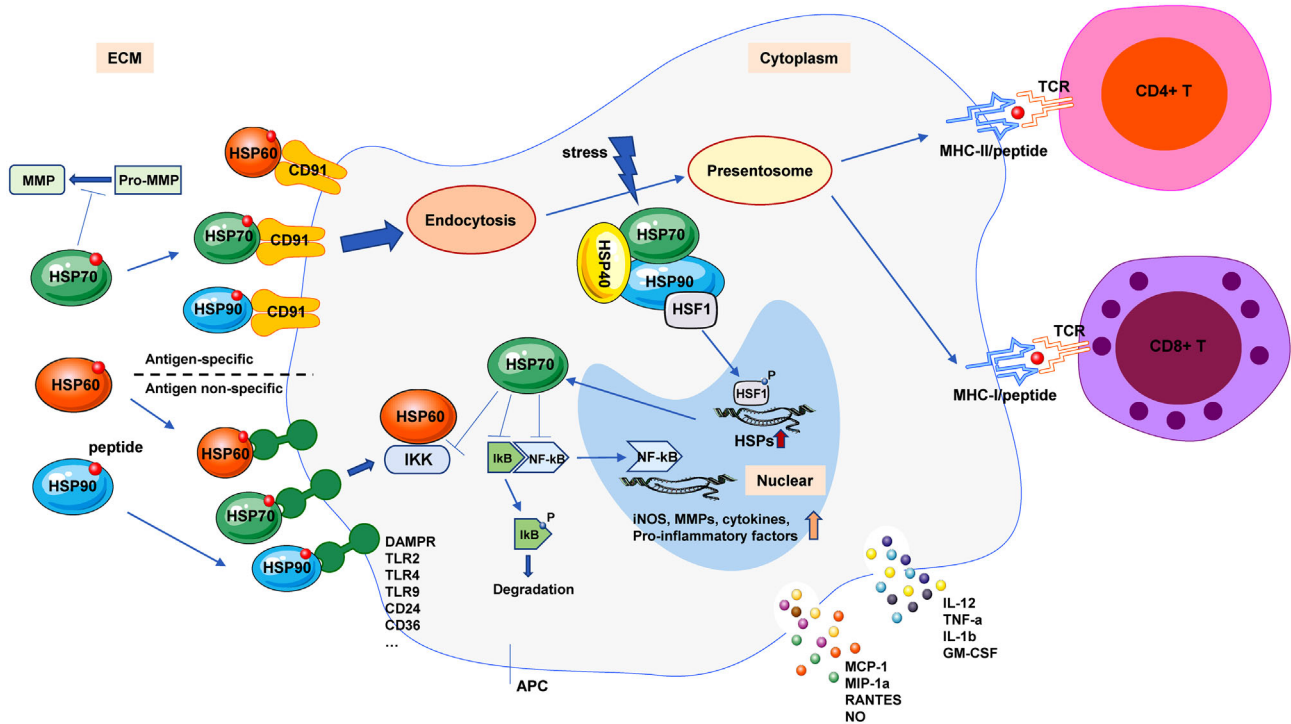 ECM
Cytoplasm
TCR
CD4+ T
MHC-II/peptide
HSP60
CD91
stress
MMP
Pro-MMP
Presentosome
Endocytosis
HSP70
CD91
HSP70
HSP70
HSP40
HSP90
HSF1
HSP90
CD91
TCR
CD8+ T
MHC-I/peptide
Antigen-specific
Antigen non-specific
HSP60
HSP70
P
HSF1
HSPs
HSP60
IKK
peptide
HSP60
HSP90
IkB
NF-kB
NF-kB
Nuclear
HSP70
iNOS, MMPs, cytokines,
Pro-inflammatory factors
P
IkB
HSP90
Degradation
DAMPR
TLR2
TLR4
TLR9
CD24
CD36
...
IL-12
TNF-a
IL-1b
GM-CSF
APC
MCP-1
MIP-1a
RANTES
NO